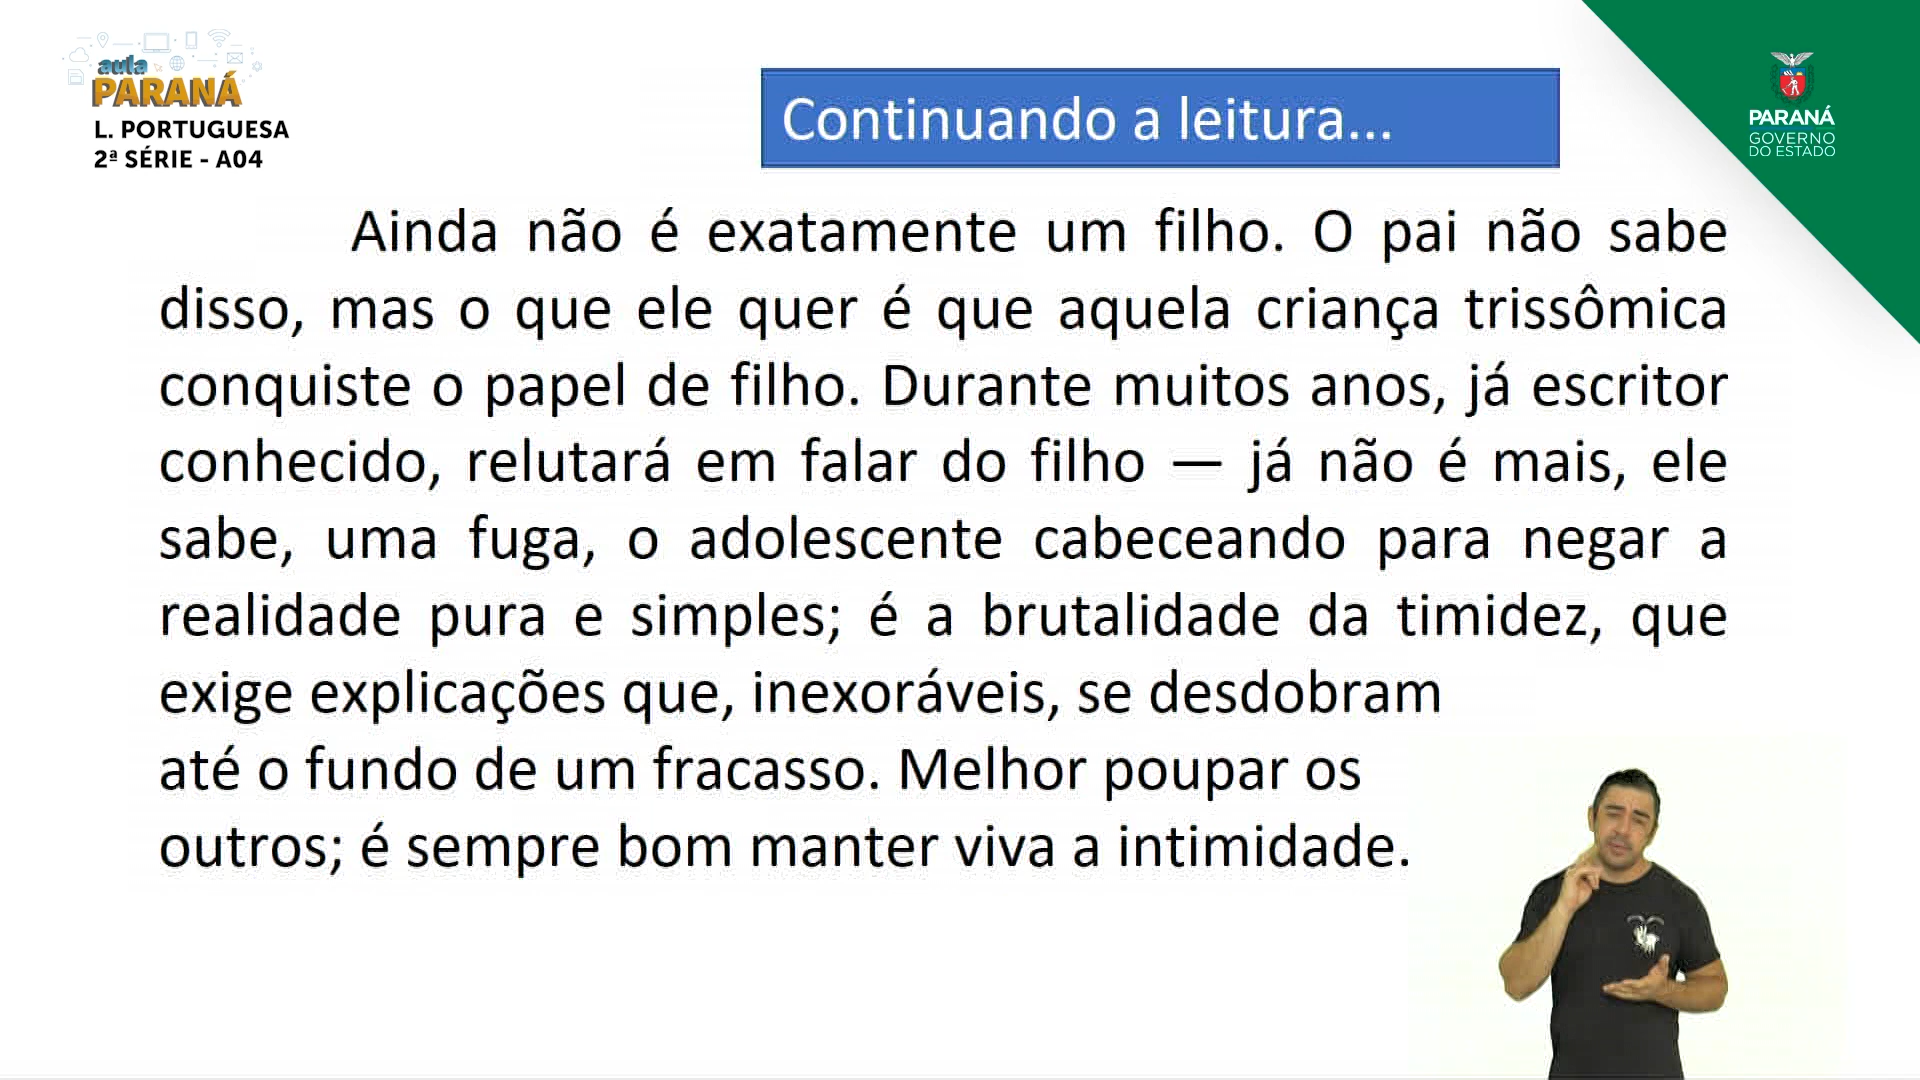 aula
PARANÁ
L. PORTUGUESA
2ª SÉRIE - A04
Continuando a leitura...
PARANÁ
GOVERNO
DO ESTADO
Ainda não é exatamente um filho. O pai não sabe
disso, mas o que ele quer é que aquela criança trissômica
conquiste o papel de filho. Durante muitos anos, já escritor
conhecido, relutará em falar do filho — já não é mais, ele
sabe, uma fuga, o adolescente cabeceando para negar a
realidade pura e simples; é a brutalidade da timidez, que
exige explicações que, inexoráveis, se desdobram
até o fundo de um fracasso. Melhor poupar os
outros; é sempre bom manter viva a intimidade.